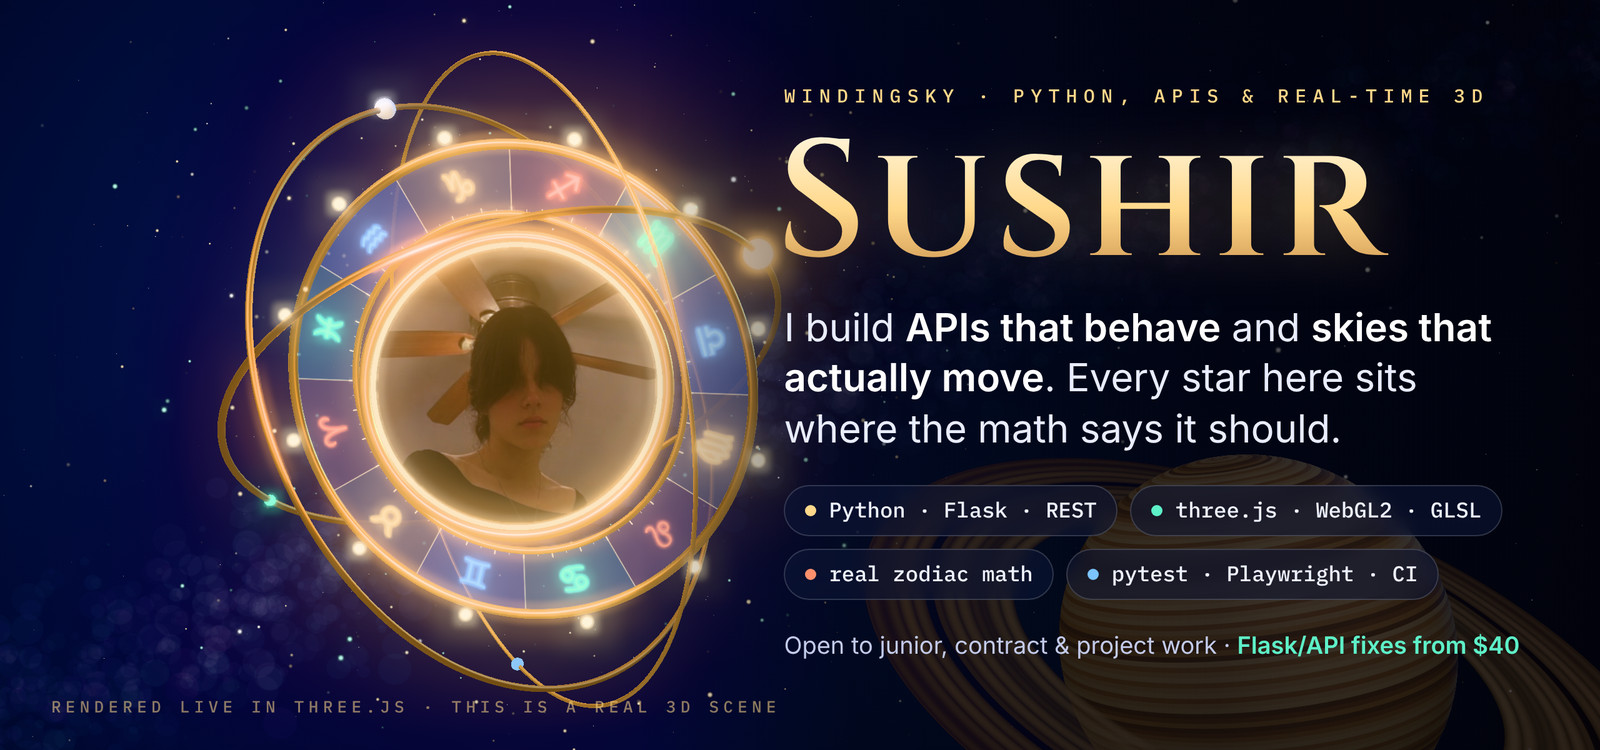 WINDINGSKY · PYTHON, APIS & REAL-TIME 3D
SUSHIR
I build APIs that behave and skies that
actually move. Every star here sits
where the math says it should.
Python · Flask · REST
three.js · WebGL2 · GLSL
real zodiac math
pytest · Playwright · CI
Open to junior, contract & project work · Flask/API fixes from $40
RENDERED LIVE IN THREE.JS · THIS IS A REAL 3D SCENE